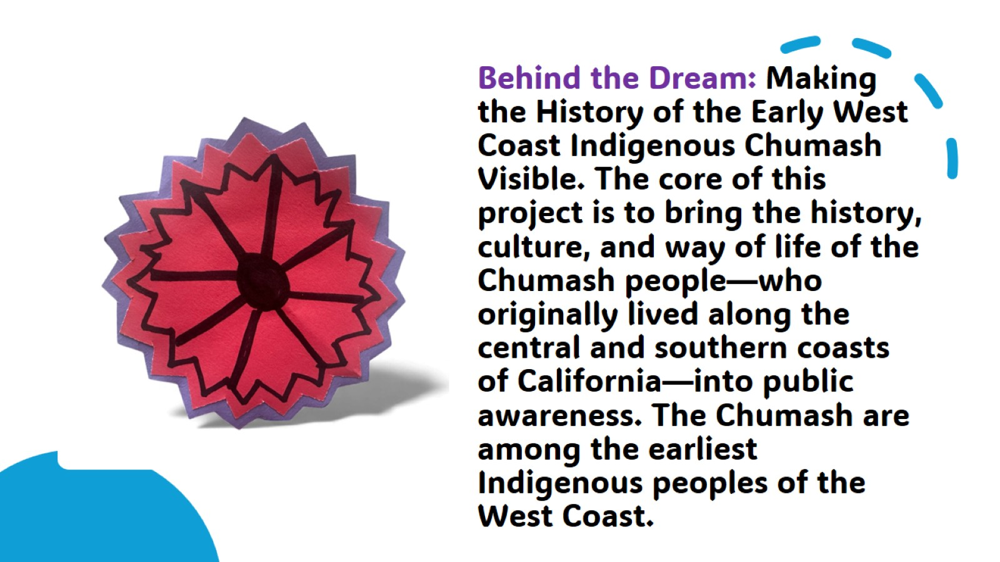 Behind the Dream: Making
the History of the Early West
Coast Indigenous Chumash
Visible. The core of this
project is to bring the history,
culture, and way of life of the
Chumash people—who
originally lived along the
central and southern coasts
of California—into public
awareness. The Chumash are
among the earliest
Indigenous peoples of the
West Coast.